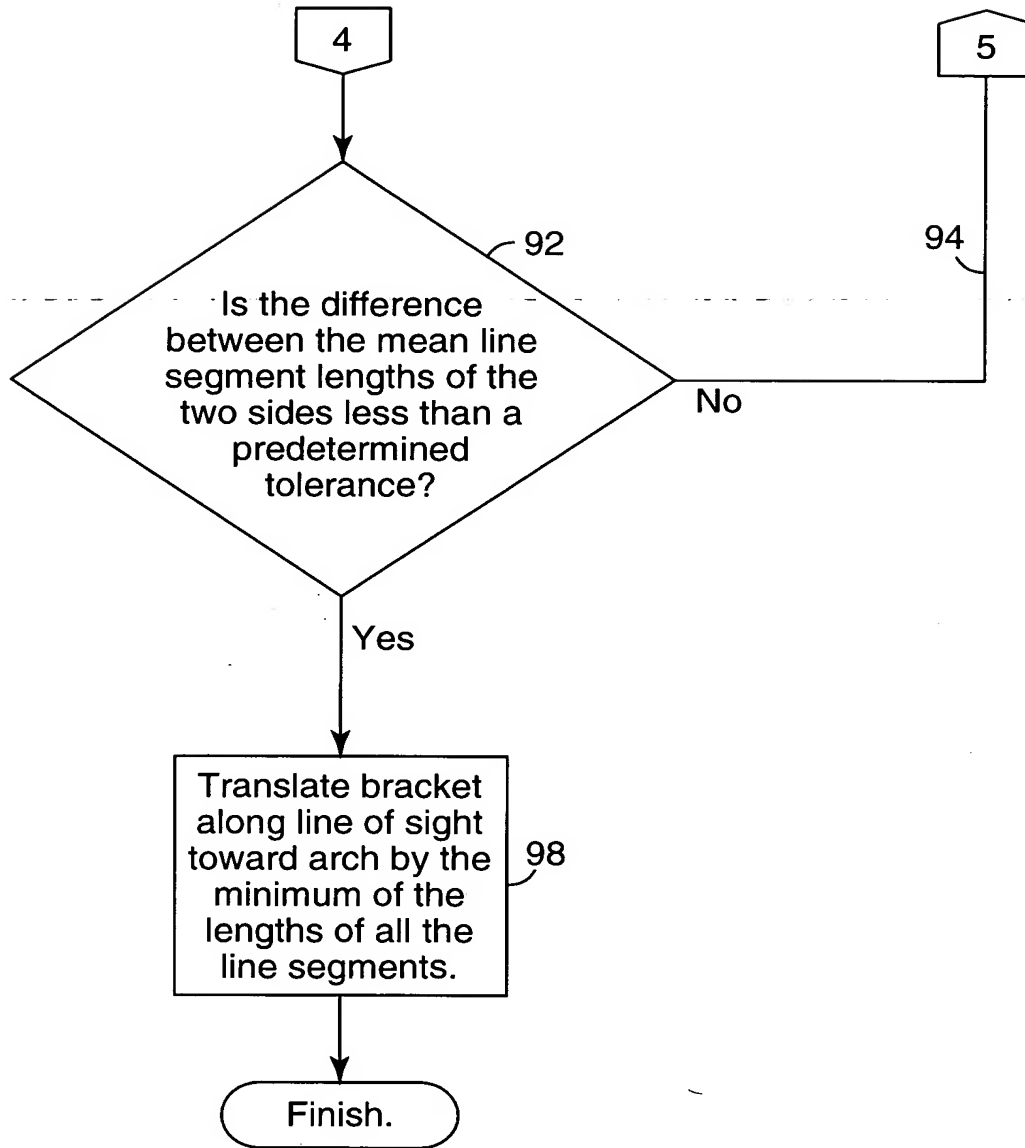 4
5
92
94
Is the difference
between the mean line
segment lengths of the
two sides less than a
predetermined
tolerance?
No
Yes
Translate bracket
along line of sight
toward arch by the
minimum of the
lengths of all the
line segments.
98
Finish.